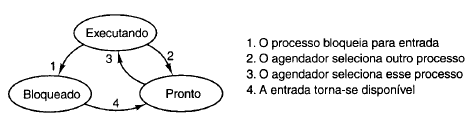 Executando
1
3
2
Bloqueado
4
Pronto
1. O processo bloqueia para entrada
2. O agendador seleciona outro processo
3. O agendador seleciona esse processo
4. A entrada torna-se disponível